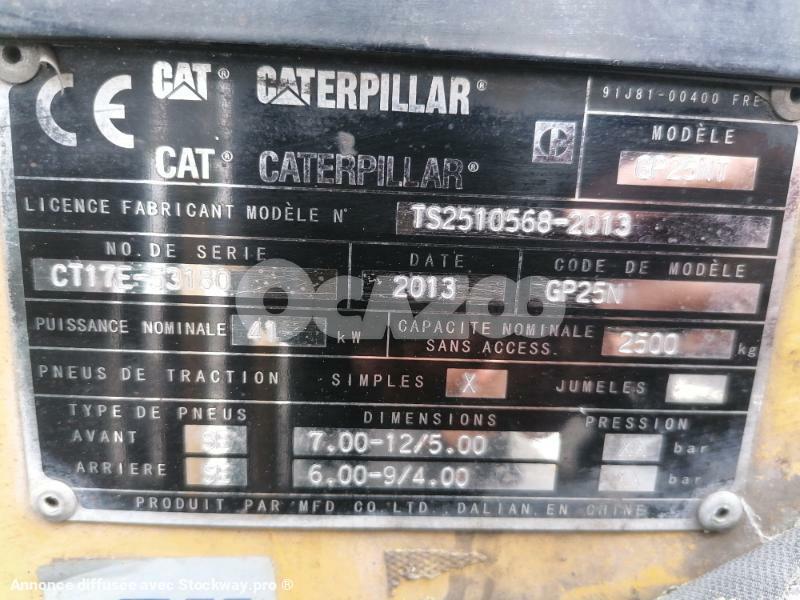 CE CAT® CATERPILLAR®
91J81-00400 FRE
CAT® CATERPILLAR®
MODÈLE
GP25NT
LICENCE FABRICANT MODÈLE N° TS2510568-2013
NO. DE SERIE DATE CODE DE MODÈLE
2013 GP25N
OCAZOO
PUISSANCE NOMINALE 41 kW CAPACITE NOMINALE SANS ACCESS. 2500 kg
PNEUS DE TRACTION SIMPLES X JUMELES
TYPE DE PNEUS DIMENSIONS PRESSION
AVANT 7.00-12/5.00 bar
ARRIERE 6.00-9/4.00 bar
PRODUIT PAR MFD CO.LTD. DALIAN.EN CHINE
Annonce diffusée avec Stockway.pro ®